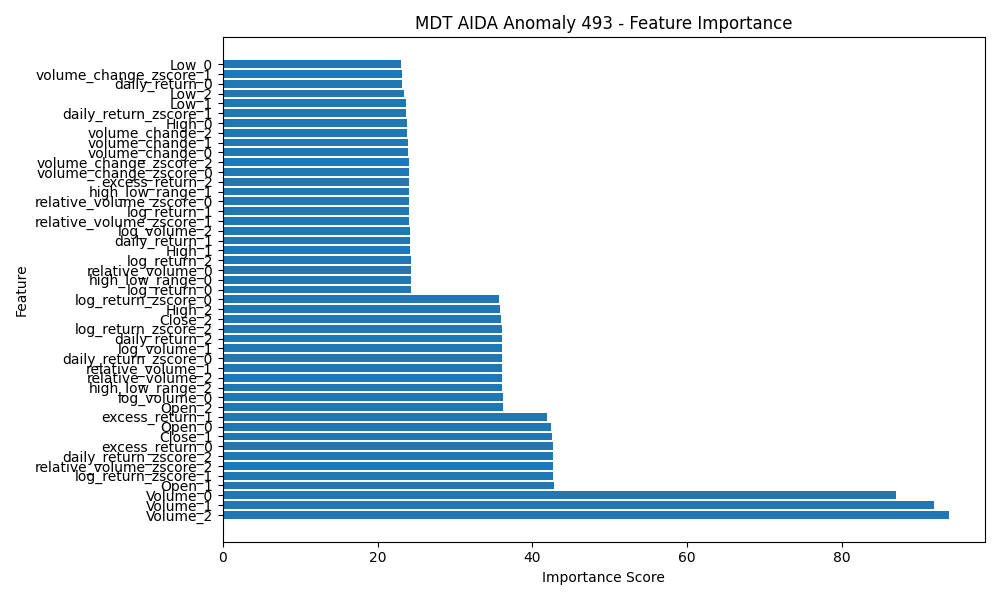 MDT AIDA Anomaly 493 - Feature Importance
Low_0
volume_change_zscore_1
daily_return_0
Low_2
Low_1
daily_return_zscore_1
High_0
volume_change_2
volume_change_1
volume_change_0
volume_change_zscore_2
volume_change_zscore_0
excess_return_2
high_low_range_1
relative_volume_zscore_0
log_return_1
relative_volume_zscore_1
log_volume_2
daily_return_1
High_1
log_return_2
relative_volume_0
high_low_range_0
log_return_0
log_return_zscore_0
High_2
Close_2
log_return_zscore_2
daily_return_2
log_volume_1
daily_return_zscore_0
relative_volume_1
relative_volume_2
high_low_range_2
log_volume_0
Open_2
excess_return_1
Open_0
Close_1
excess_return_0
daily_return_zscore_2
relative_volume_zscore_2
log_return_zscore_1
Open_1
Volume_0
Volume_1
Volume_2
Feature
0 20 40 60 80
Importance Score